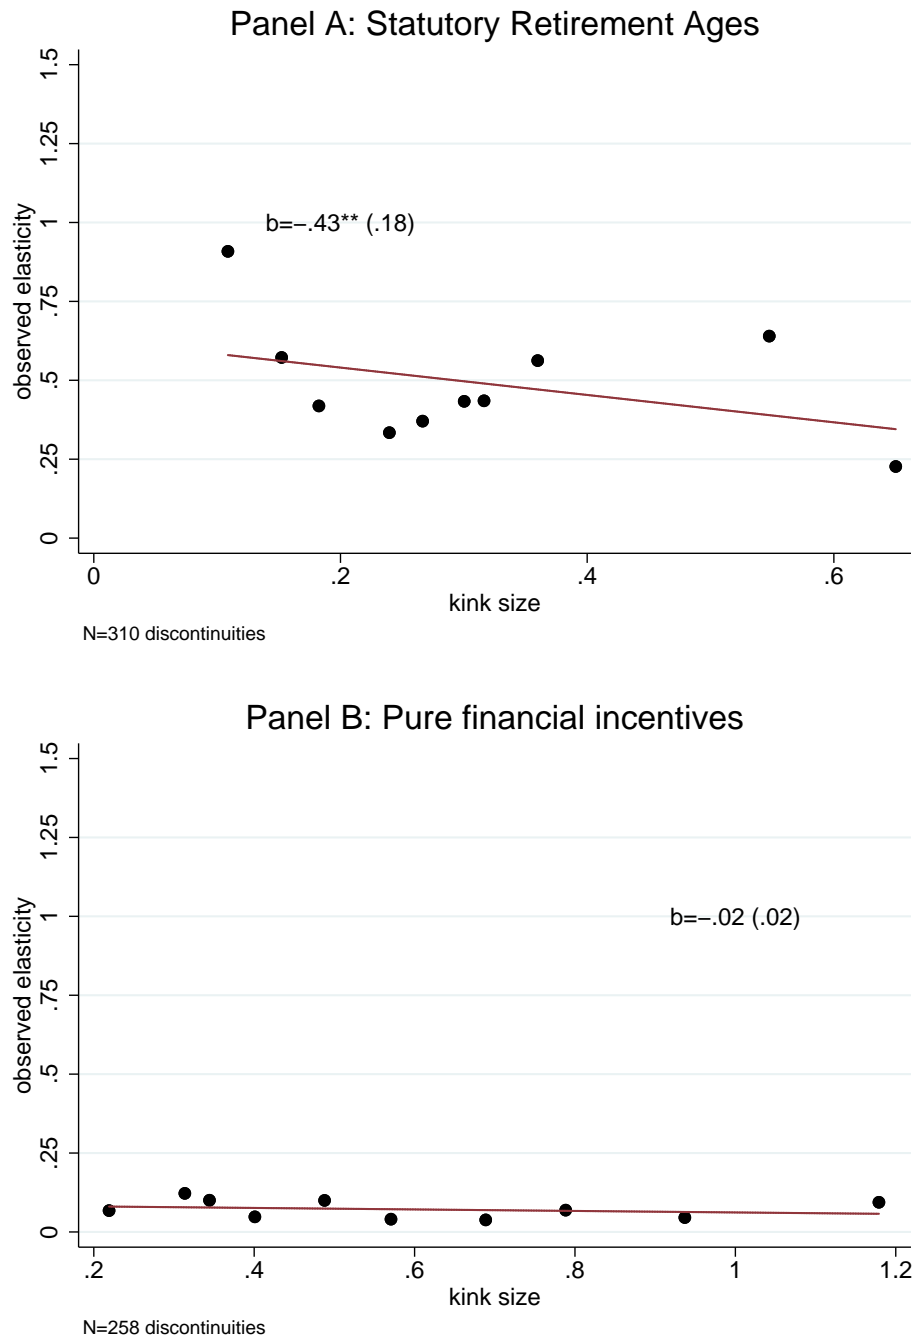 Panel A: Statutory Retirement Ages
1.5
1.25
1
.75
.5
.25
0
observed elasticity
b=−.43** (.18)
0 .2 .4 .6
kink size
N=310 discontinuities
Panel B: Pure financial incentives
1.5
1.25
1
.75
.5
.25
0
observed elasticity
b=−.02 (.02)
.2 .4 .6 .8 1 1.2
kink size
N=258 discontinuities